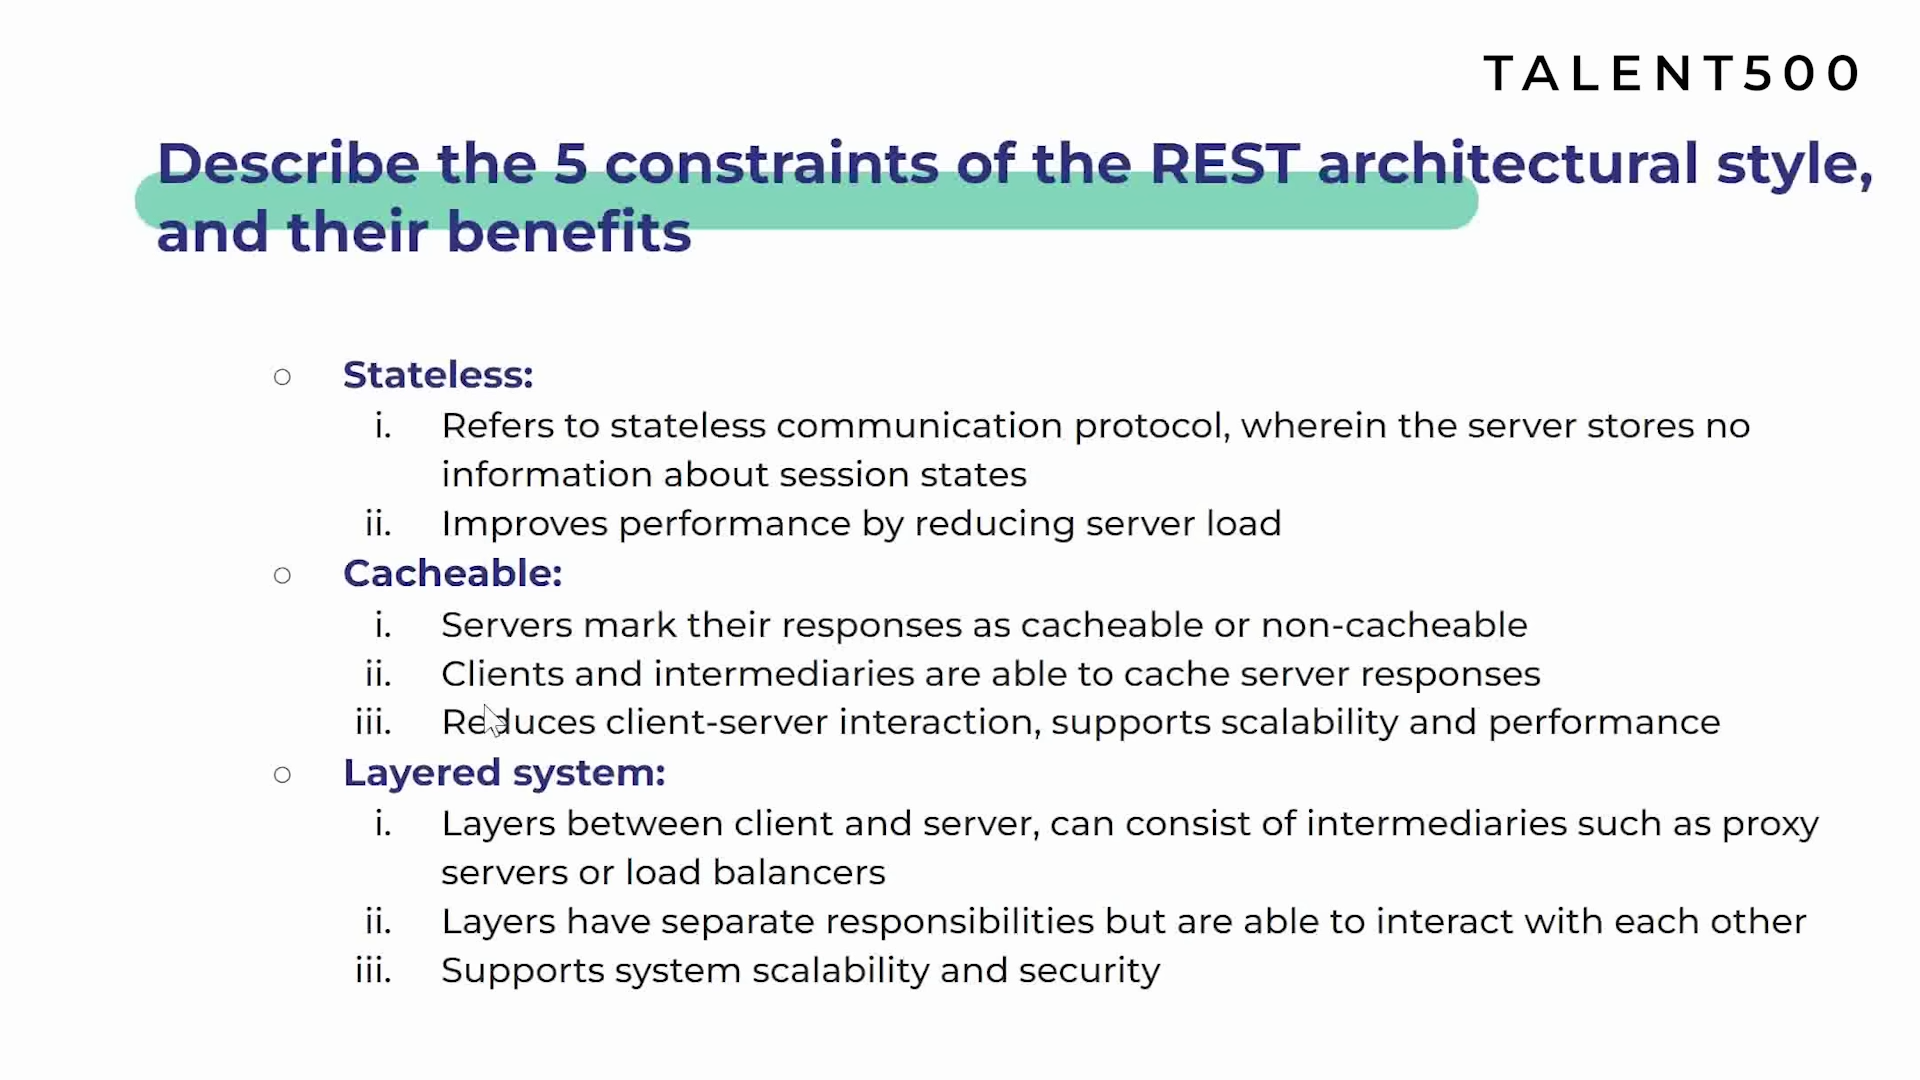 TALENT500
Describe the 5 constraints of the REST architectural style,
and their benefits
○ Stateless:
i. Refers to stateless communication protocol, wherein the server stores no
information about session states
ii. Improves performance by reducing server load
○ Cacheable:
i. Servers mark their responses as cacheable or non-cacheable
ii. Clients and intermediaries are able to cache server responses
iii. Reduces client-server interaction, supports scalability and performance
○ Layered system:
i. Layers between client and server, can consist of intermediaries such as proxy
servers or load balancers
ii. Layers have separate responsibilities but are able to interact with each other
iii. Supports system scalability and security